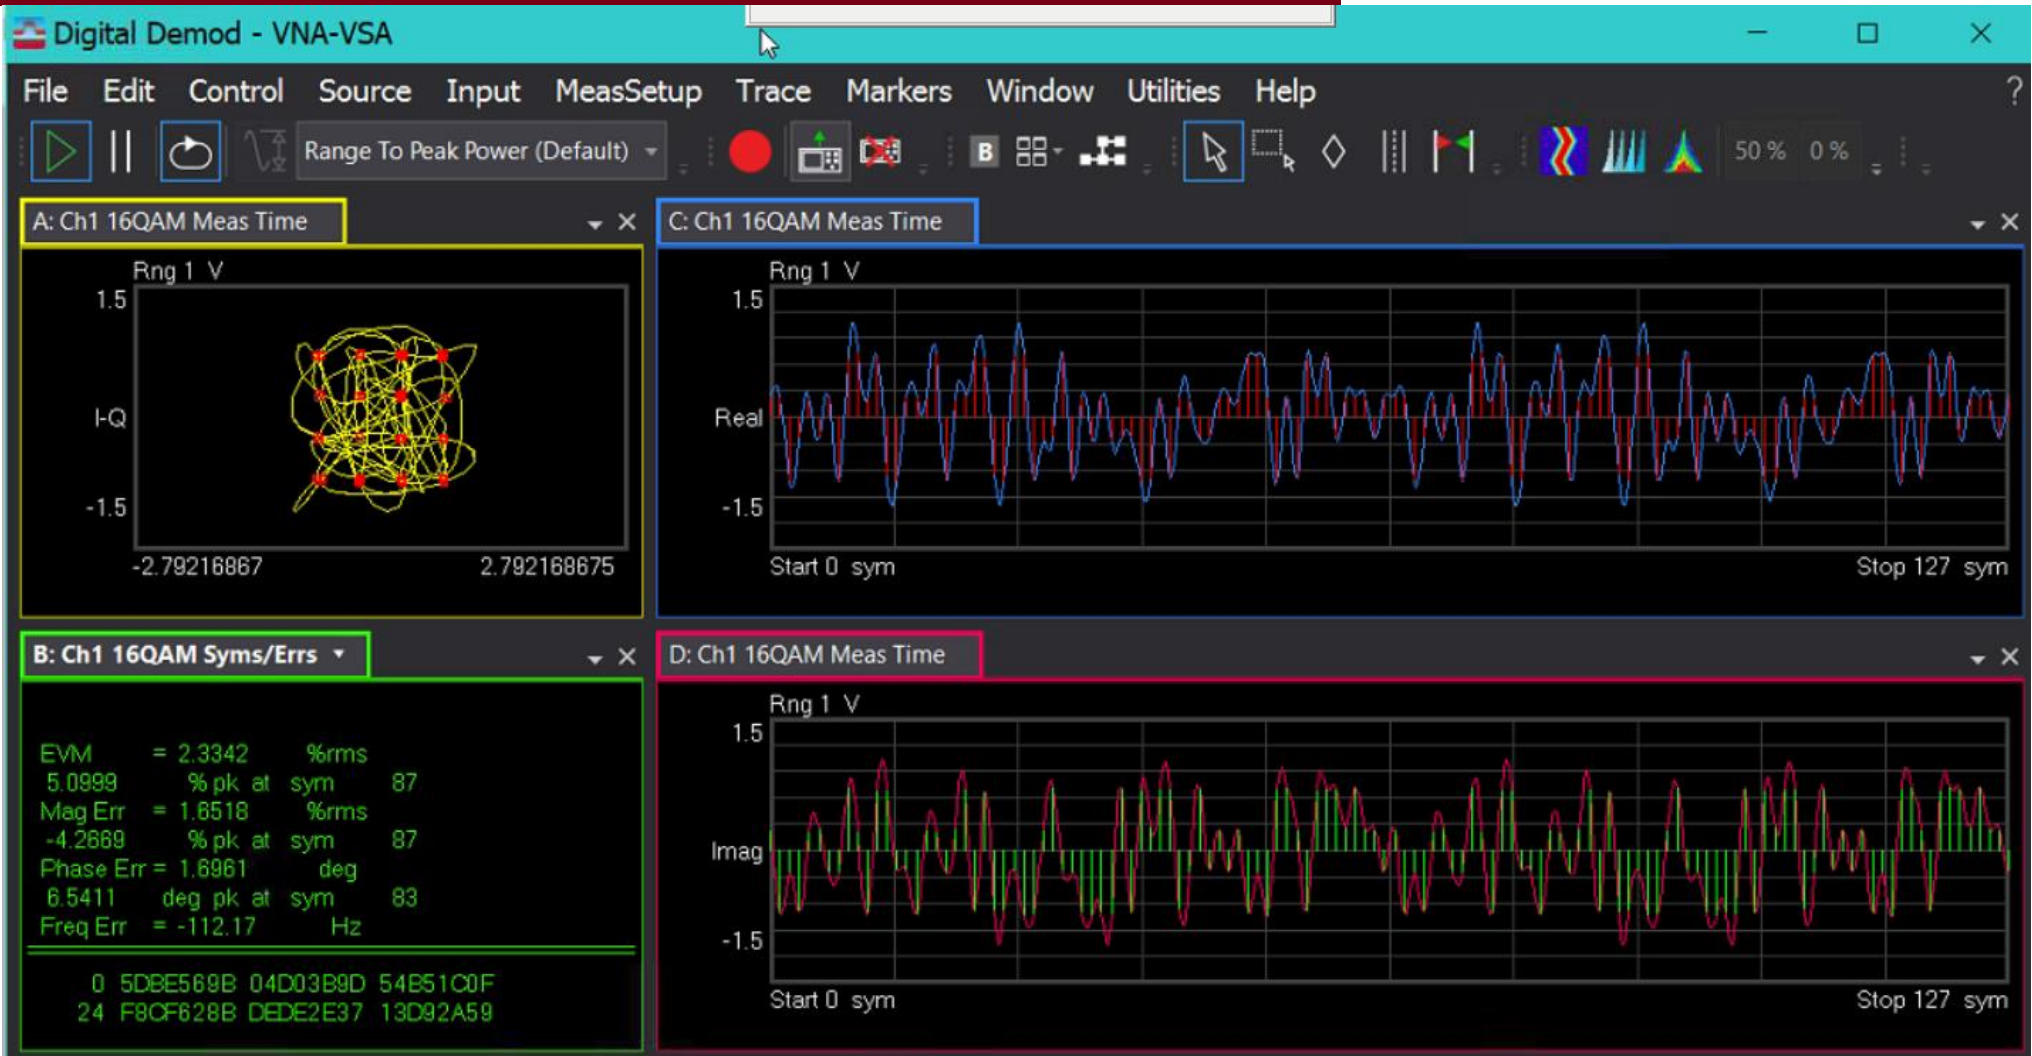 Digital Demod - VNA-VSA
File Edit Control Source Input MeasSetup Trace Markers Window Utilities Help ?
Range To Peak Power (Default) B 50 % 0 %
A: Ch1 16QAM Meas Time
Rng 1 V
1.5
I-Q
-1.5
-2.79216867 2.792168675
C: Ch1 16QAM Meas Time
Rng 1 V
1.5
Real
-1.5
Start 0 sym Stop 127 sym
B: Ch1 16QAM Syms/Errs
EVM = 2.3342 %rms
5.0999 % pk at sym 87
Mag Err = 1.6518 %rms
-4.2669 % pk at sym 87
Phase Err = 1.6961 deg
6.5411 deg pk at sym 83
Freq Err = -112.17 Hz
0 5DBE569B 04D03B9D 54B51C0F
24 F8CF628B DEDE2E37 13D92A59
D: Ch1 16QAM Meas Time
Rng 1 V
1.5
Imag
-1.5
Start 0 sym Stop 127 sym